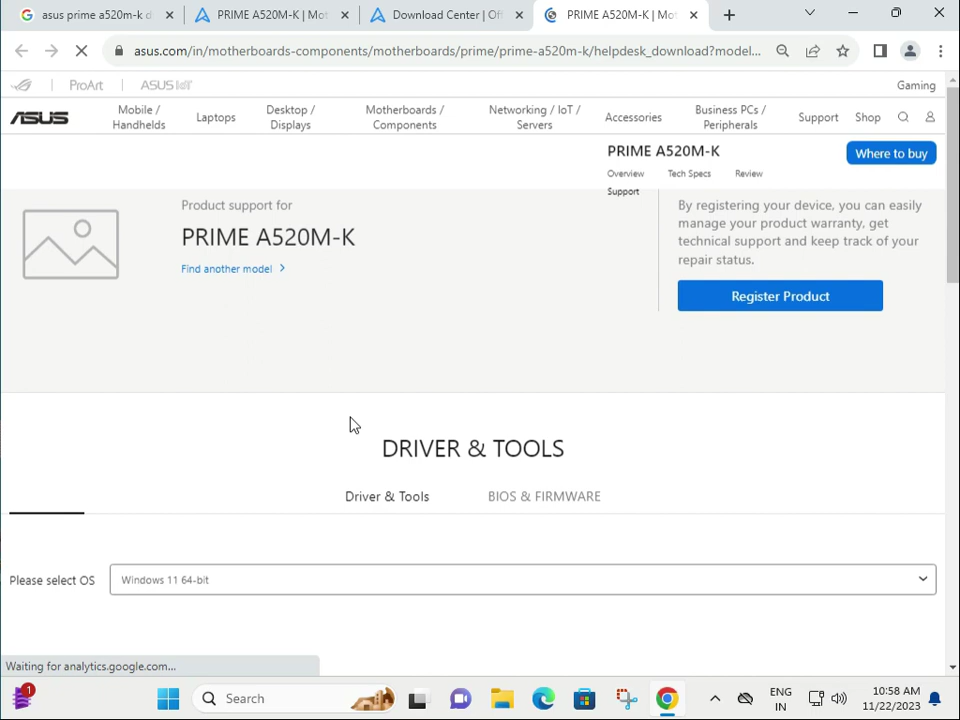 asus prime a520m-k d
PRIME A520M-K | Mot
Download Center | Offi
PRIME A520M-K | Mot
asus.com/in/motherboards-components/motherboards/prime/prime-a520m-k/helpdesk_download?model...
ProArt
ASUS IoT
Gaming
ASUS
Mobile /
Handhelds
Laptops
Desktop /
Displays
Motherboards /
Components
Networking / IoT /
Servers
Accessories
Business PCs /
Peripherals
Support
Shop
PRIME A520M-K
Where to buy
Overview
Tech Specs
Review
Support
Product support for
PRIME A520M-K
Find another model
By registering your device, you can easily
manage your product warranty, get
technical support and keep track of your
repair status.
Register Product
DRIVER & TOOLS
Driver & Tools
BIOS & FIRMWARE
Please select OS
Windows 11 64-bit
Waiting for analytics.google.com...
1
Search
ENG
IN
10:58 AM
11/22/2023